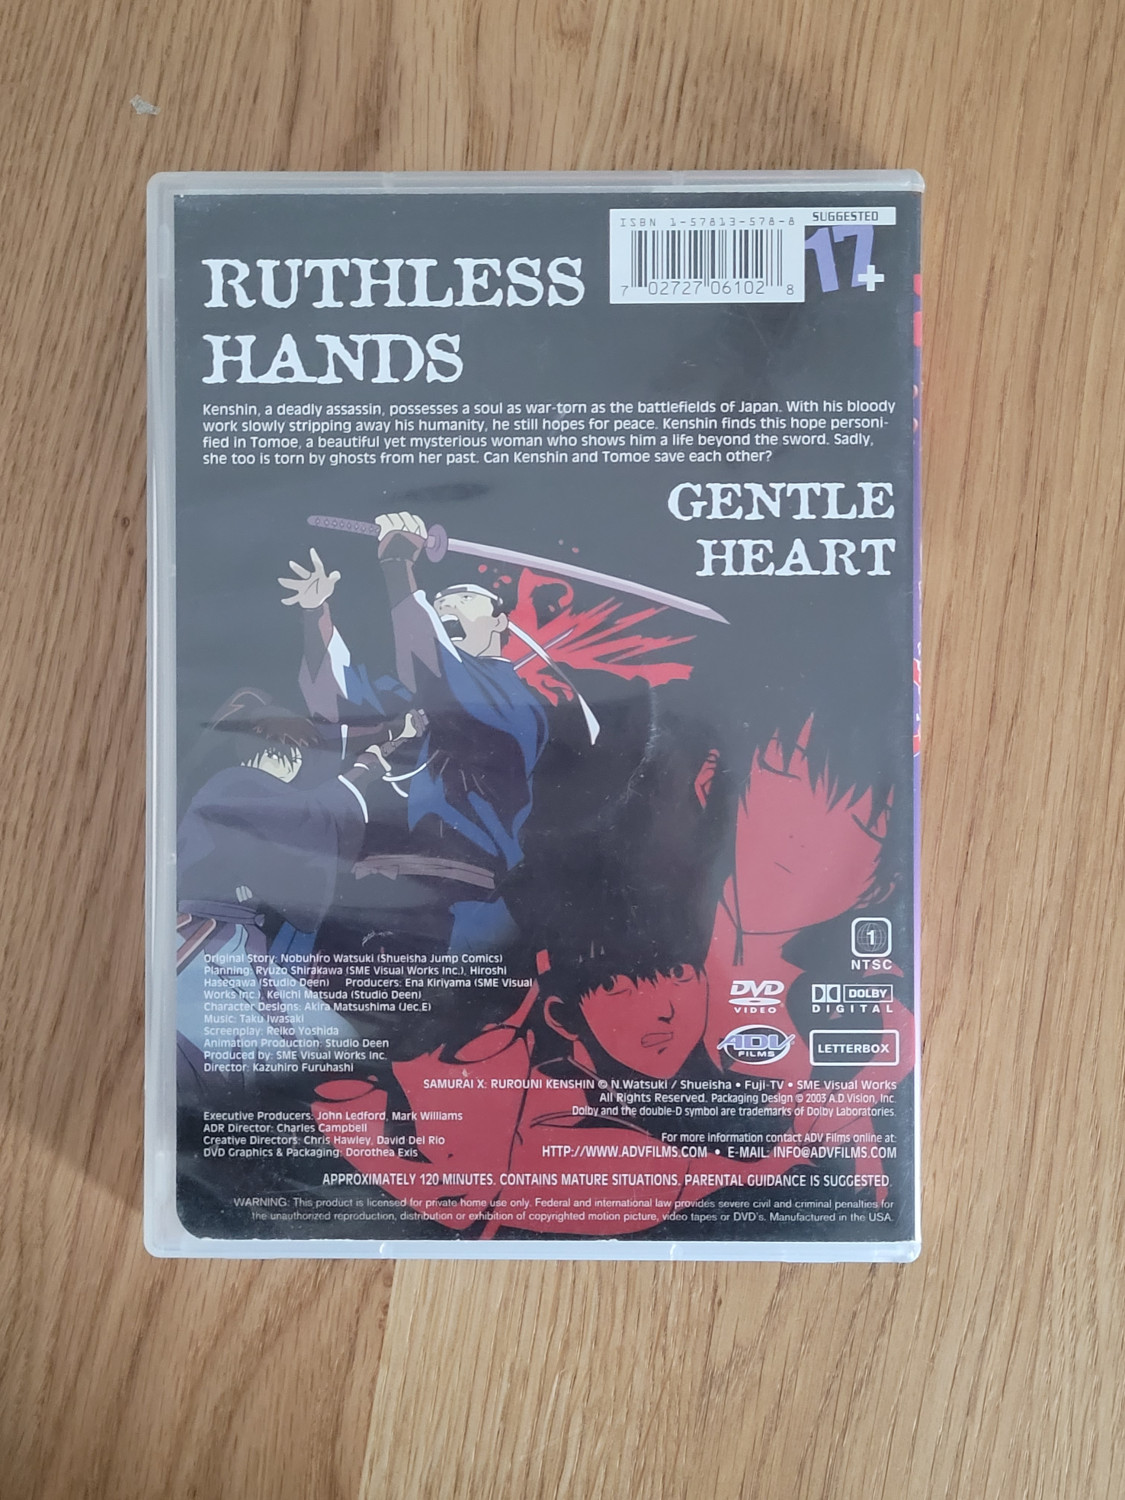 ISBN 1-57813-578-8
7 02727 06102 8
SUGGESTED
17+
RUTHLESS
HANDS
Kenshin, a deadly assassin, possesses a soul as war-torn as the battlefields of Japan. With his bloody
work slowly stripping away his humanity, he still hopes for peace. Kenshin finds this hope personi-
fied in Tomoe, a beautiful yet mysterious woman who shows him a life beyond the sword. Sadly,
she too is torn by ghosts from her past. Can Kenshin and Tomoe save each other?
GENTLE
HEART
1
NTSC
Original Story: Nobuhiro Watsuki (Shueisha Jump Comics)
Planning: Ryuzo Shirakawa (SME Visual Works Inc.), Hiroshi
Hasegawa (Studio Deen) Producers: Ena Kiriyama (SME Visual
Works Inc.), Keiichi Matsuda (Studio Deen)
Character Designs: Akira Matsushima (Jec.E)
Music: Taku Iwasaki
Screenplay: Reiko Yoshida
Animation Production: Studio Deen
Produced by: SME Visual Works Inc.
Director: Kazuhiro Furuhashi
DVD
VIDEO
DOLBY
DIGITAL
ADV
FILMS
LETTERBOX
SAMURAI X: RUROUNI KENSHIN © N.Watsuki / Shueisha • Fuji-TV • SME Visual Works
All Rights Reserved. Packaging Design © 2003 A.D.Vision, Inc.
Dolby and the double-D symbol are trademarks of Dolby Laboratories.
Executive Producers: John Ledford, Mark Williams
ADR Director: Charles Campbell
Creative Directors: Chris Hawley, David Del Rio
DVD Graphics & Packaging: Dorothea Exis
For more information contact ADV Films online at:
HTTP://WWW.ADVFILMS.COM • E-MAIL: INFO@ADVFILMS.COM
APPROXIMATELY 120 MINUTES. CONTAINS MATURE SITUATIONS. PARENTAL GUIDANCE IS SUGGESTED.
WARNING: This product is licensed for private home use only. Federal and international law provides severe civil and criminal penalties for
the unauthorized reproduction, distribution or exhibition of copyrighted motion picture, video tapes or DVD's. Manufactured in the USA.